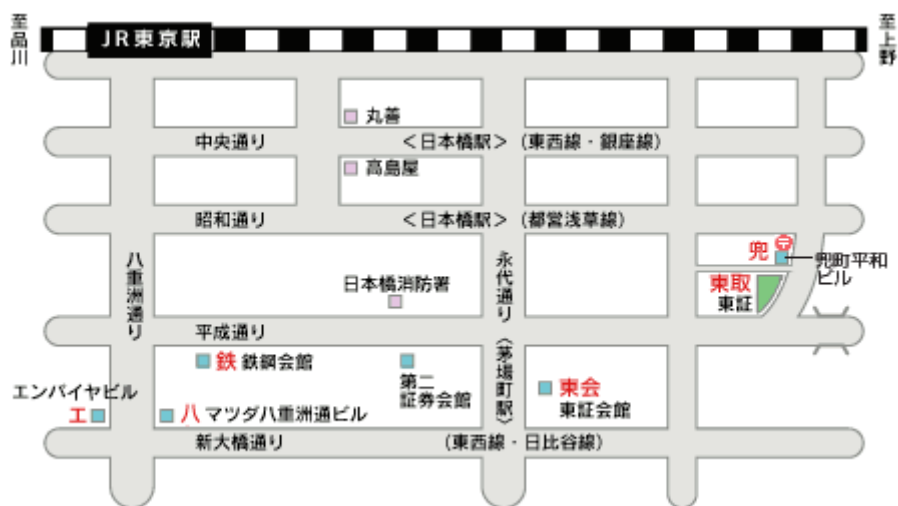 至品川
JR東京駅
至上野
丸善
中央通り
<日本橋駅>(東西線・銀座線)
高島屋
昭和通り
<日本橋駅>(都営浅草線)
八重洲通り
永代通り
<茅場町駅>
兜
〒
兜町平和
ビル
東取
東証
日本橋消防署
平成通り
鉄 鉄鋼会館
第二
証券会館
東会
東証会館
エンパイヤビル
エ
八 マツダ八重洲通ビル
新大橋通り
(東西線・日比谷線)